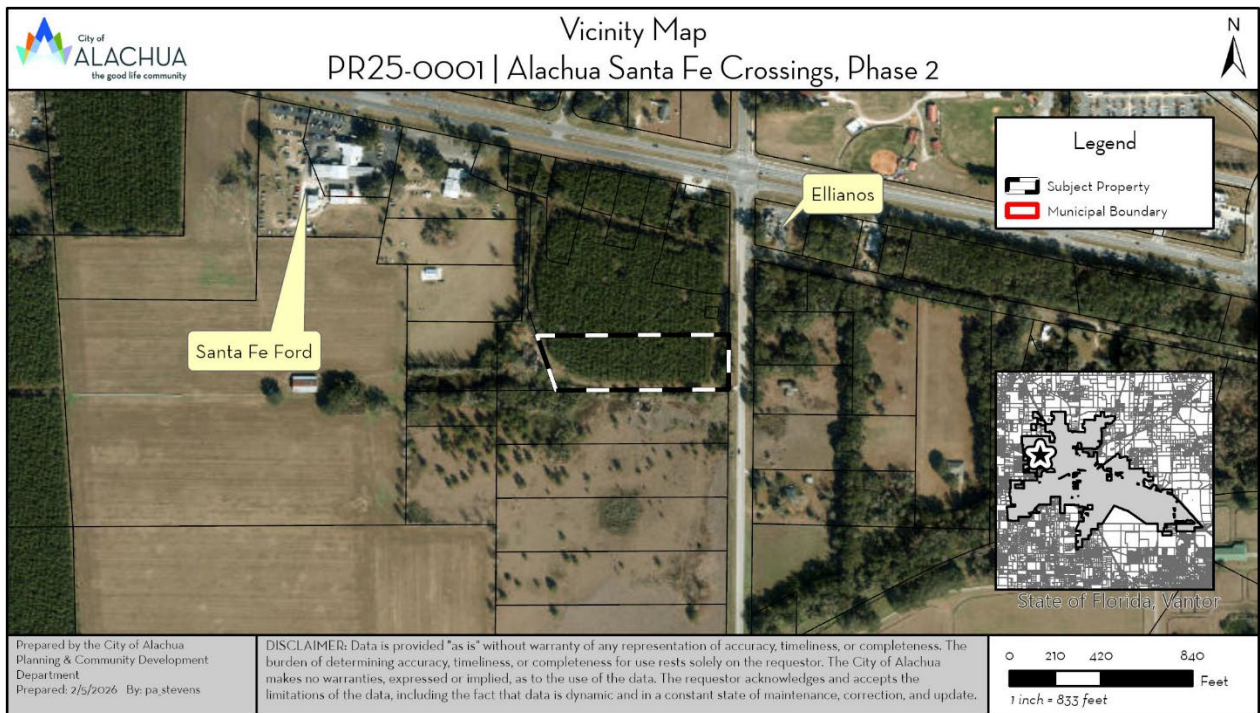 City of
ALACHUA
the good life community
Vicinity Map
PR25-0001 | Alachua Santa Fe Crossings, Phase 2
N
Legend
Subject Property
Municipal Boundary
Ellianos
Santa Fe Ford
State of Florida, Vantor
Prepared by the City of Alachua
Planning & Community Development
Department
Prepared: 2/5/2026 By: pa_stevens
DISCLAIMER: Data is provided "as is" without warranty of any representation of accuracy, timeliness, or completeness. The
burden of determining accuracy, timeliness, or completeness for use rests solely on the requestor. The City of Alachua
makes no warranties, expressed or implied, as to the use of the data. The requestor acknowledges and accepts the
limitations of the data, including the fact that data is dynamic and in a constant state of maintenance, correction, and update.
0 210 420 840
Feet
1 inch = 833 feet